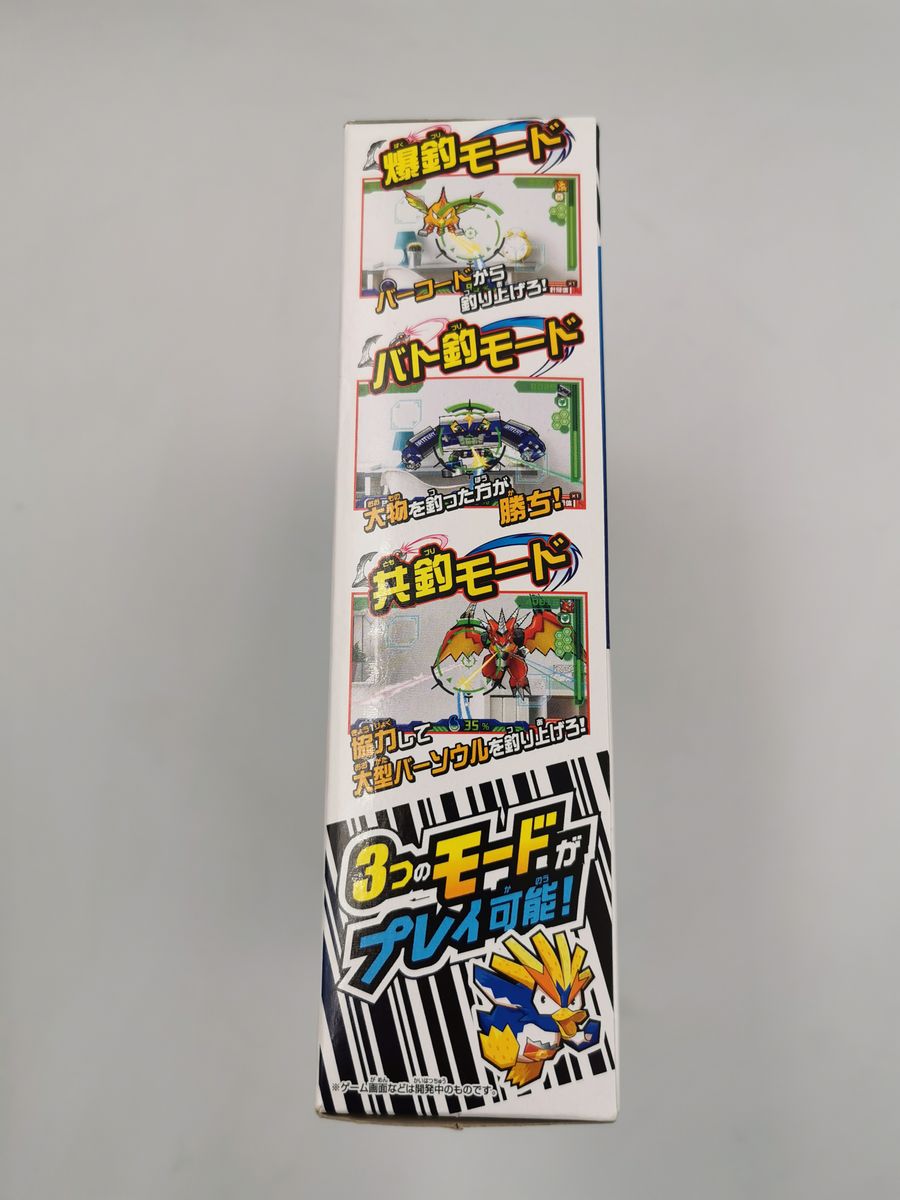 爆釣モード
バーコードから
釣り上げろ!
バト釣モード
BATTERY
BATTERY
大物を釣った方が
勝ち!
共釣モード
35%
協力して
大型バーソウルを釣り上げろ!
3つのモードが
プレイ可能!
※ゲーム画面などは開発中のものです。